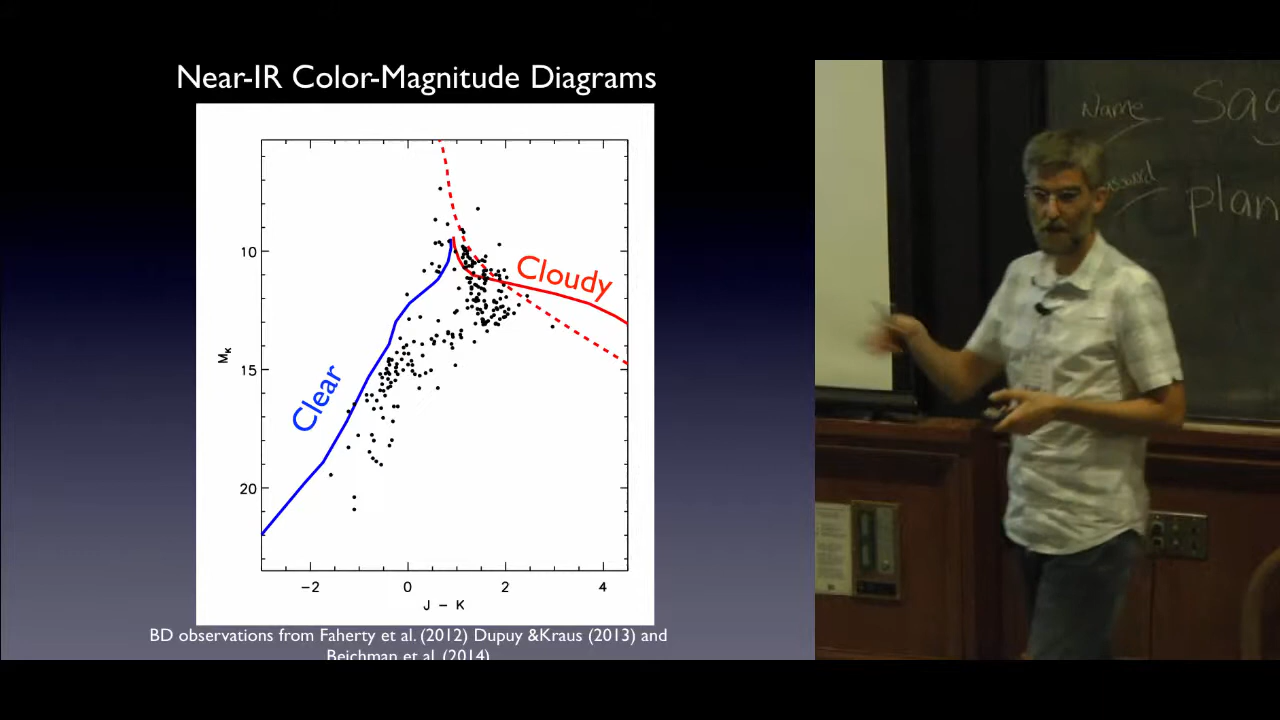 Near-IR Color-Magnitude Diagrams
10
15
20
M_K
Cloudy
Clear
-2
0
2
4
J - K
BD observations from Faherty et al. (2012) Dupuy &Kraus (2013) and
Beichman et al. (2014)
Name
plan